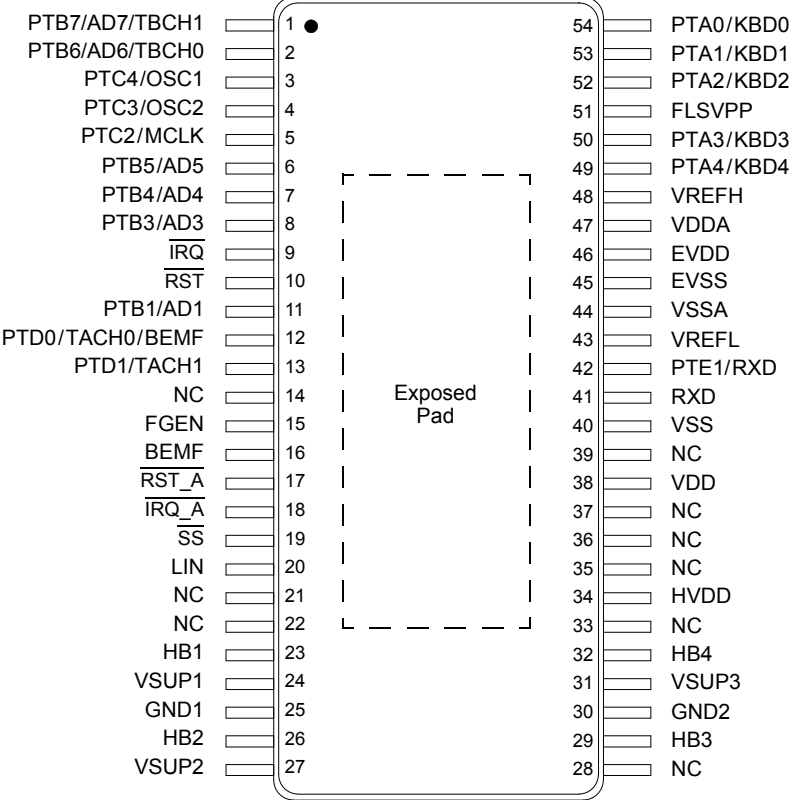 PTB7/AD7/TBCH1 1 54 PTA0/KBD0
PTB6/AD6/TBCH0 2 53 PTA1/KBD1
PTC4/OSC1 3 52 PTA2/KBD2
PTC3/OSC2 4 51 FLSVPP
PTC2/MCLK 5 50 PTA3/KBD3
PTB5/AD5 6 49 PTA4/KBD4
PTB4/AD4 7 48 VREFH
PTB3/AD3 8 47 VDDA
IRQ 9 46 EVDD
RST 10 45 EVSS
PTB1/AD1 11 44 VSSA
PTD0/TACH0/BEMF 12 43 VREFL
PTD1/TACH1 13 42 PTE1/RXD
NC 14 Exposed 41 RXD
FGEN 15 Pad 40 VSS
BEMF 16 39 NC
RST_A 17 38 VDD
IRQ_A 18 37 NC
SS 19 36 NC
LIN 20 35 NC
NC 21 34 HVDD
NC 22 33 NC
HB1 23 32 HB4
VSUP1 24 31 VSUP3
GND1 25 30 GND2
HB2 26 29 HB3
VSUP2 27 28 NC